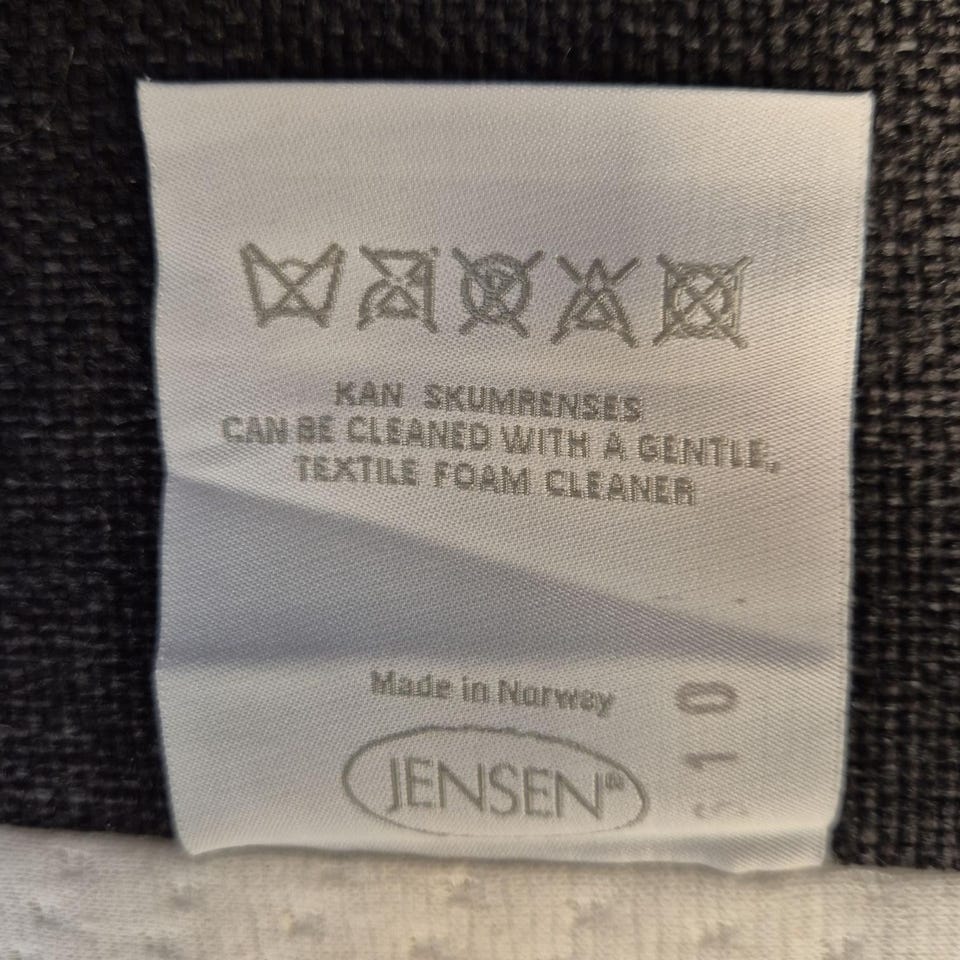 KAN SKUMRENSES
CAN BE CLEANED WITH A GENTLE,
TEXTILE FOAM CLEANER
Made in Norway
JENSEN®